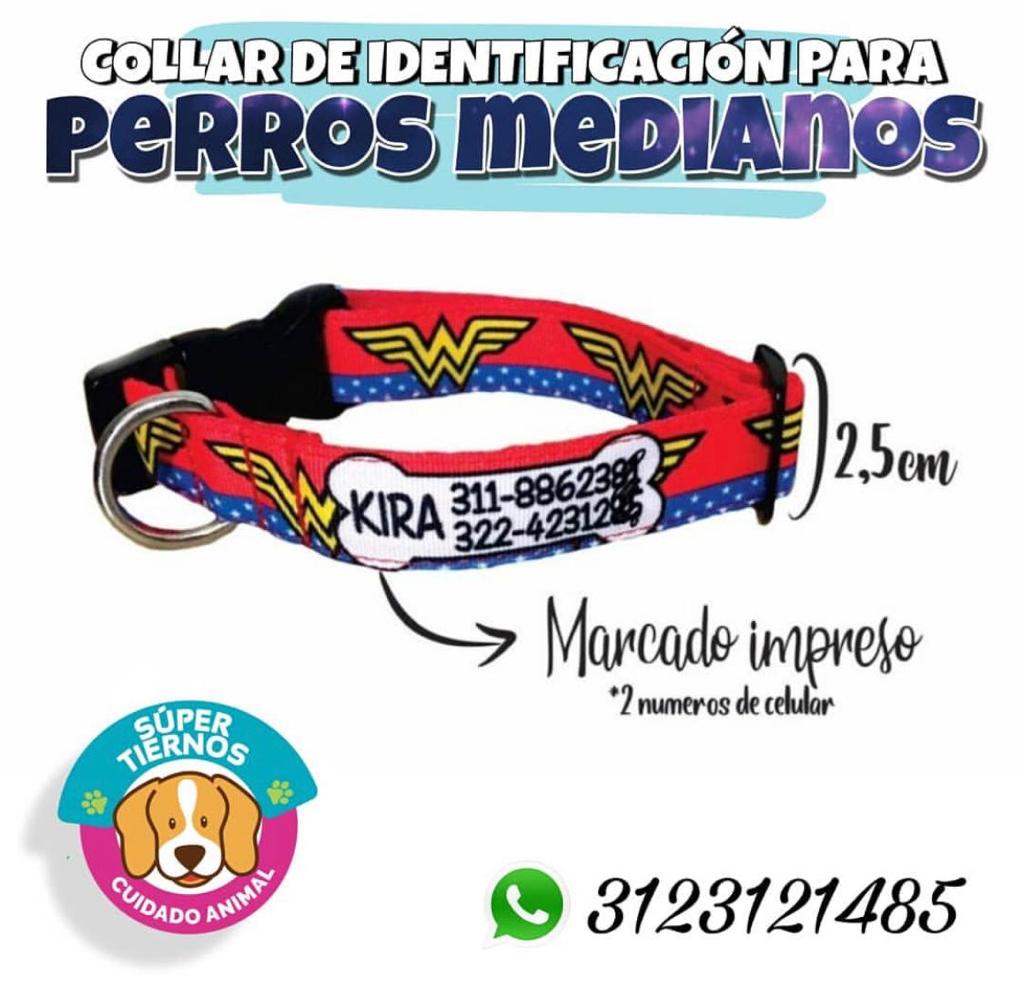 COLLAR DE IDENTIFICACIÓN PARA
PERROS MEDIANOS
2,5cm
KIRA
Marcado impreso
*2 numeros de celular
SÚPER
TIERNOS
CUIDADO ANIMAL
3123121485